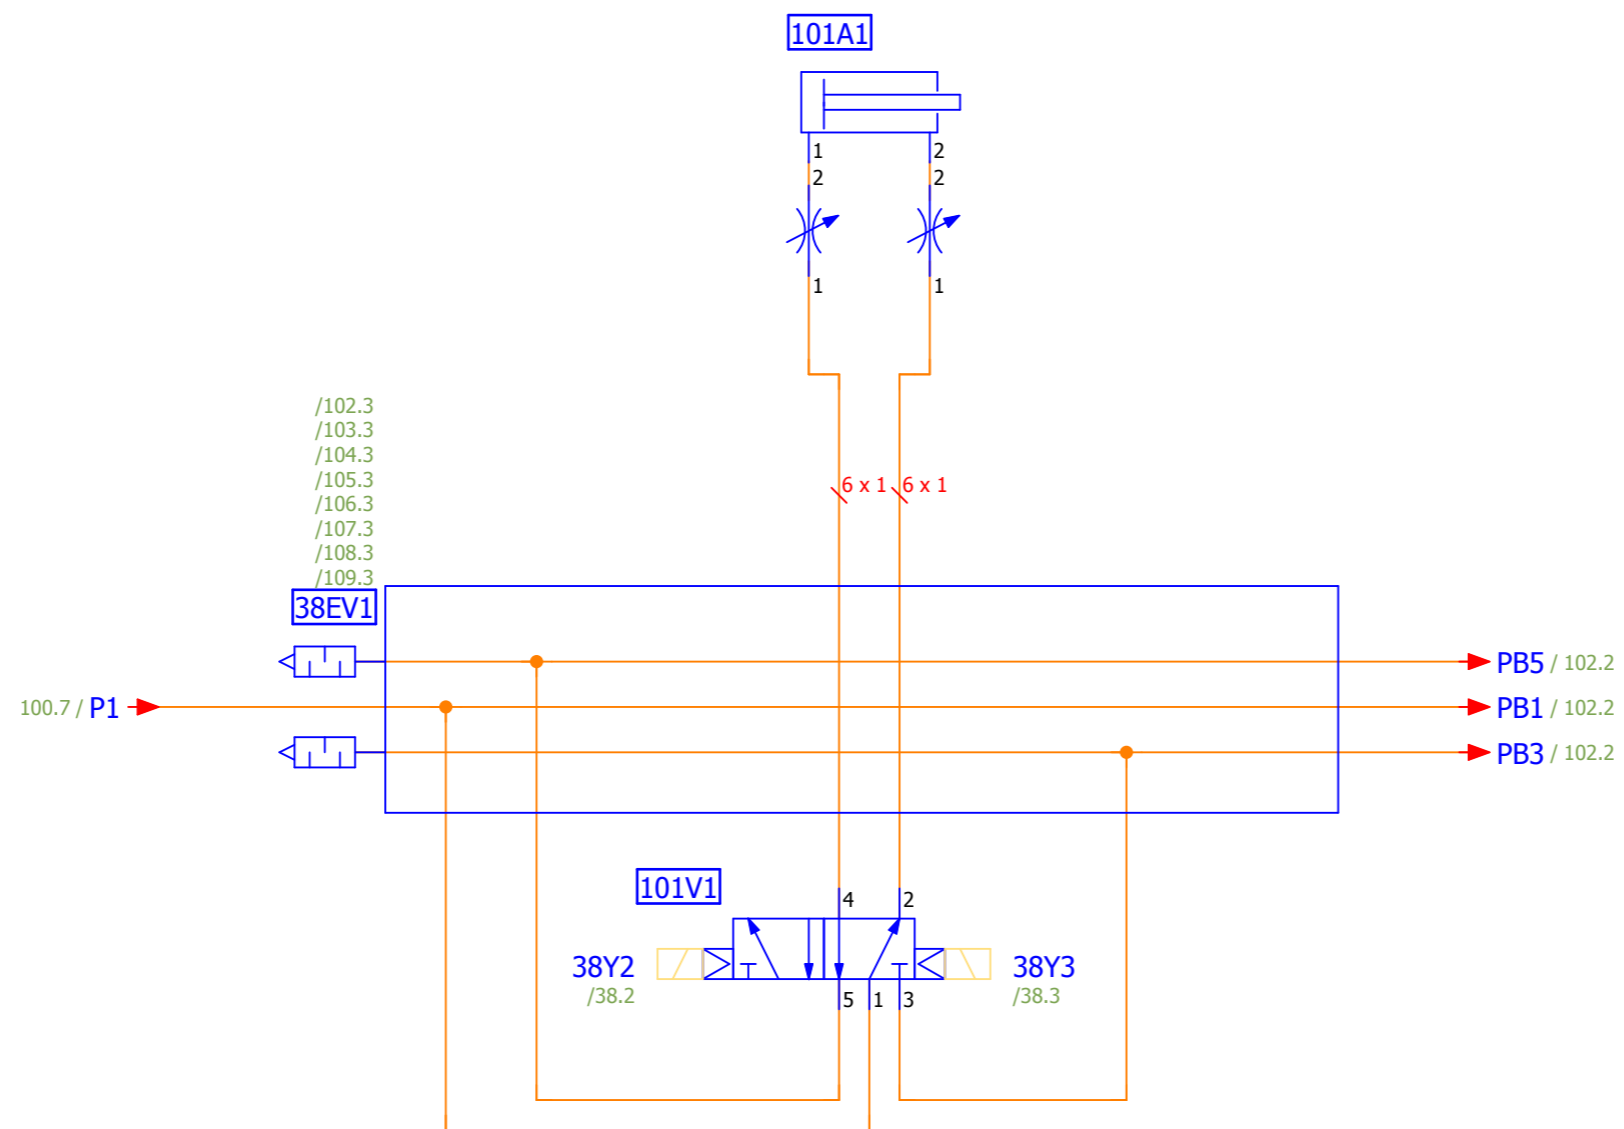 101A1
1
2
2
2
1
1
/102.3
/103.3
/104.3
/105.3
/106.3
/107.3
/108.3
/109.3
6 x 1
6 x 1
38EV1
PB5 / 102.2
100.7 / P1
PB1 / 102.2
PB3 / 102.2
101V1
4
2
38Y2
/38.2
38Y3
/38.3
5
1
3